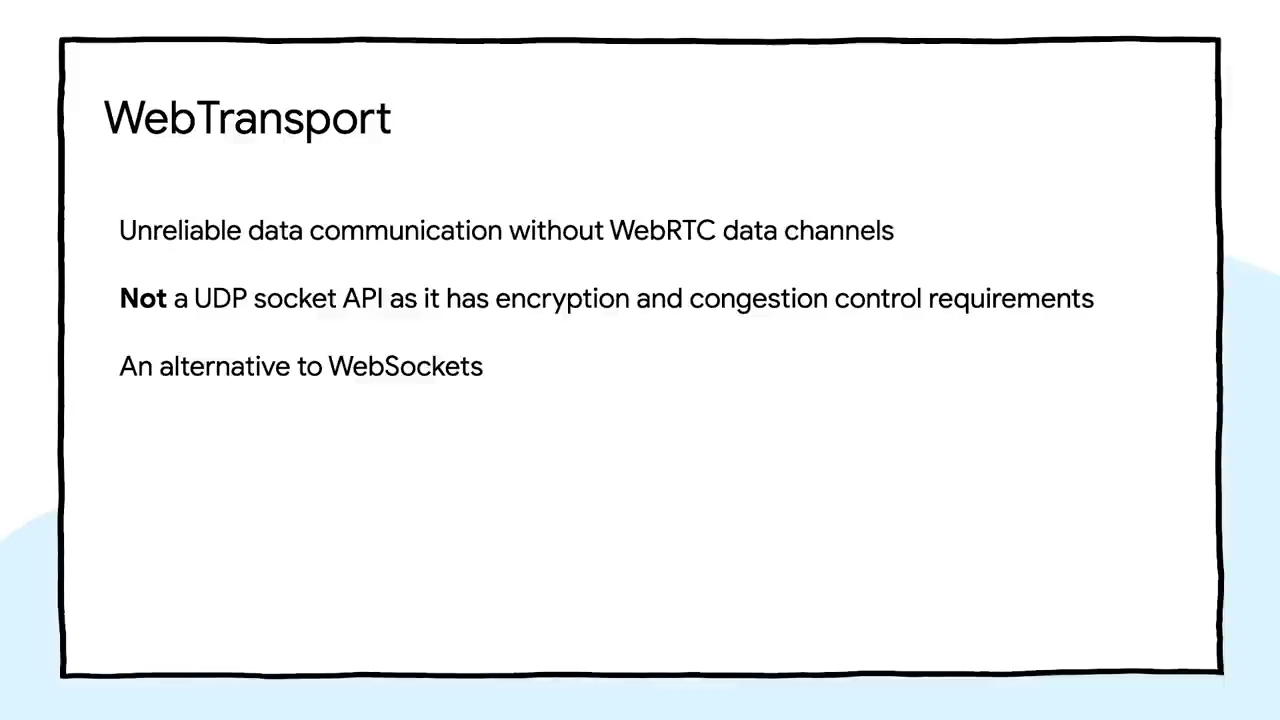 WebTransport
Unreliable data communication without WebRTC data channels
Not a UDP socket API as it has encryption and congestion control requirements
An alternative to WebSockets